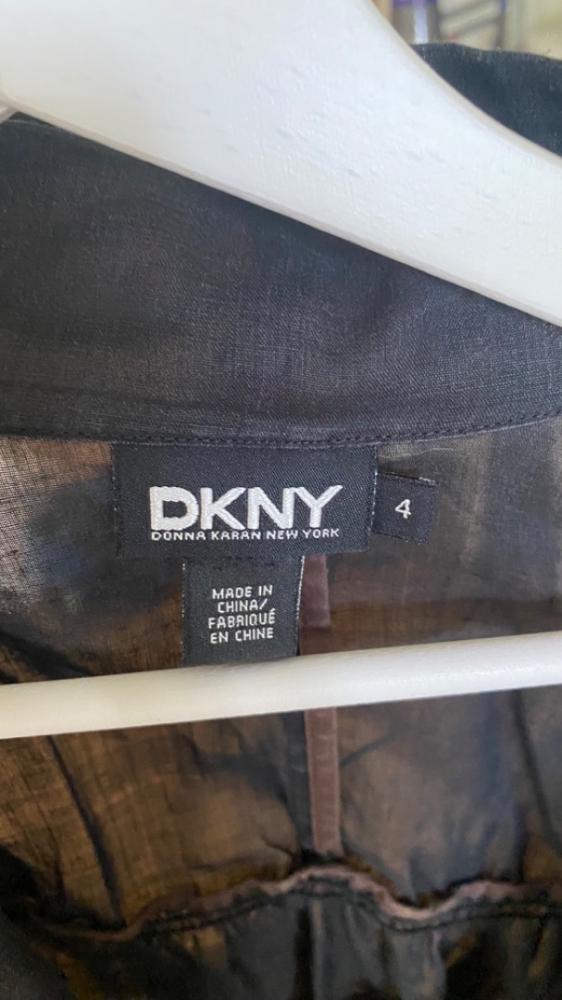 DKNY
DONNA KARAN NEW YORK
4
MADE IN
CHINA/
FABRIQUÉ
EN CHINE